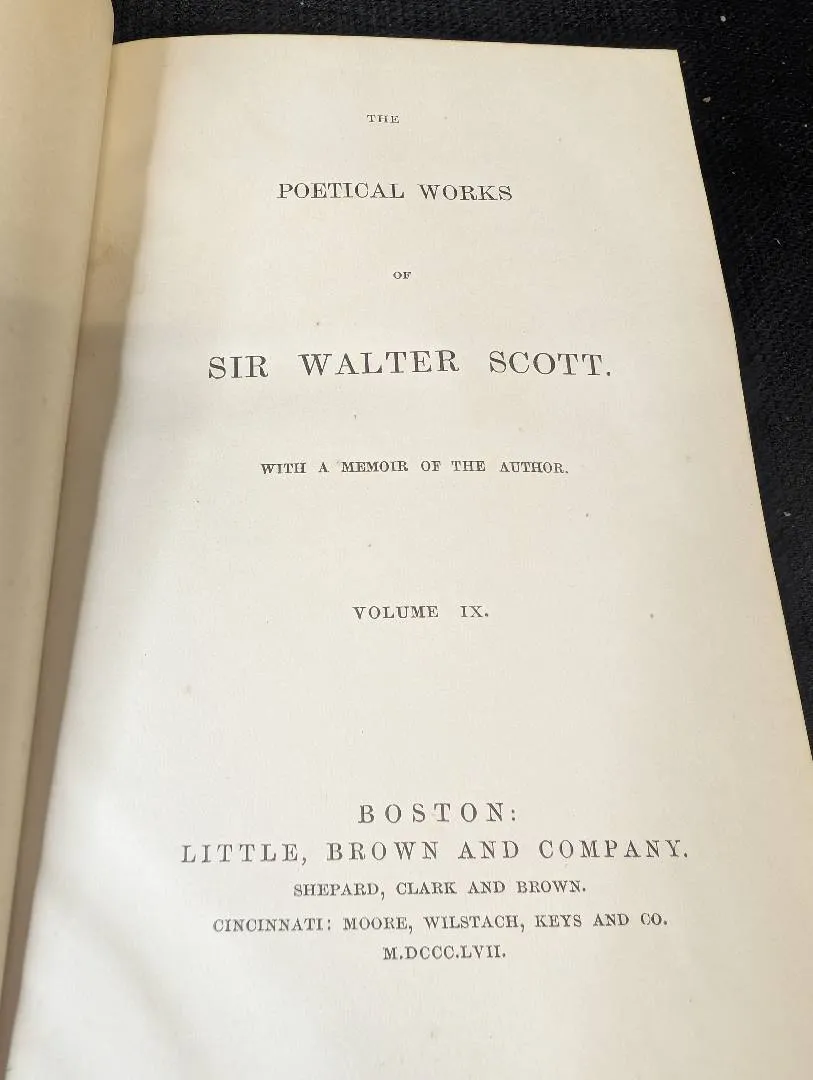 THE
POETICAL WORKS
OF
SIR WALTER SCOTT.
WITH A MEMOIR OF THE AUTHOR.
VOLUME IX.
BOSTON:
LITTLE, BROWN AND COMPANY.
SHEPARD, CLARK AND BROWN.
CINCINNATI: MOORE, WILSTACH, KEYS AND CO.
M.DCCC.LVII.